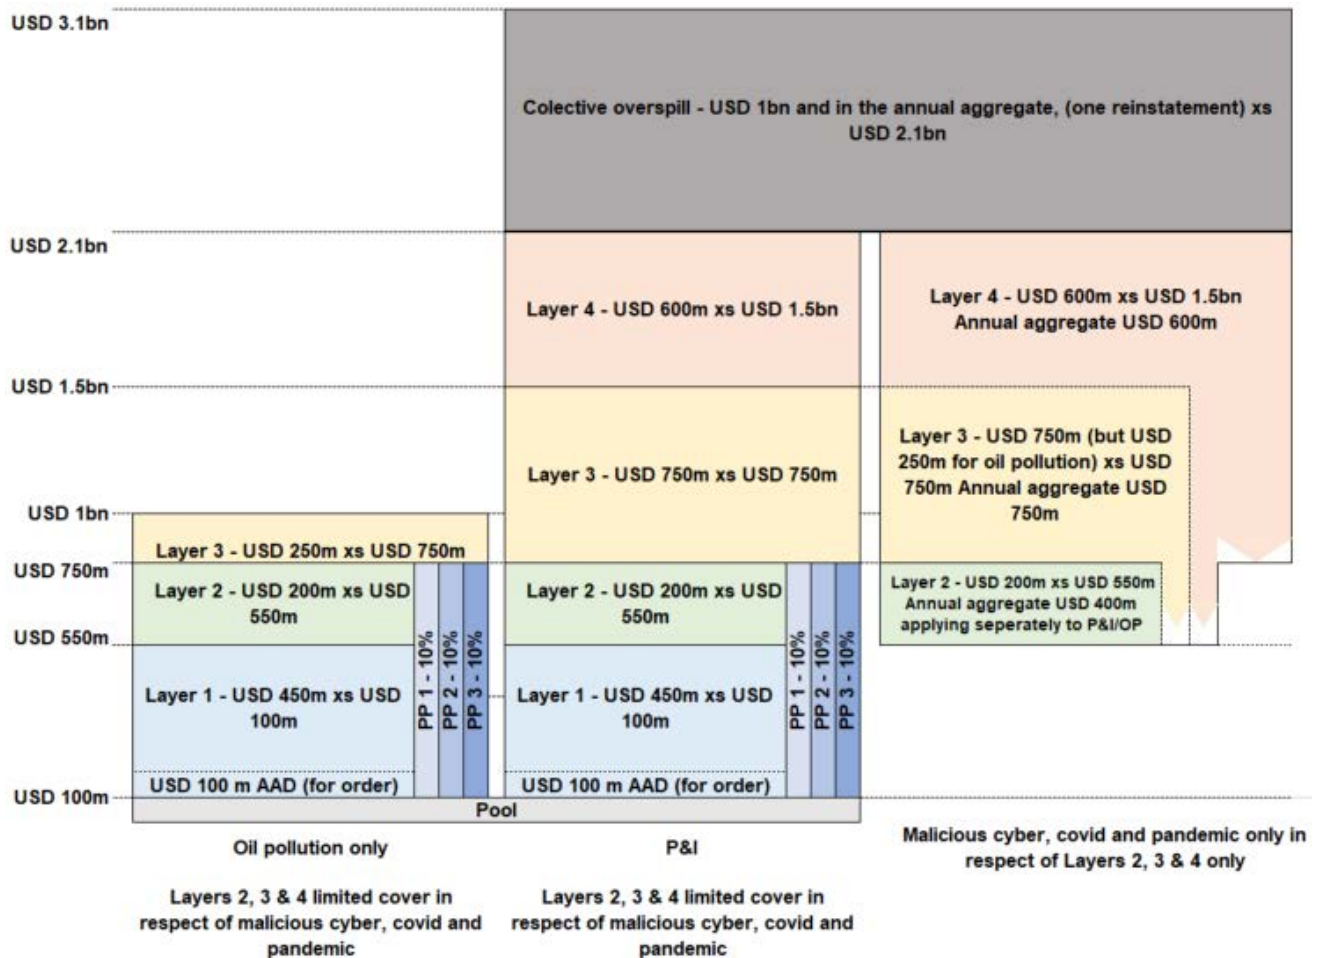 USD 3.1bn
Colective overspill - USD 1bn and in the annual aggregate, (one reinstatement) xs
USD 2.1bn
USD 2.1bn
Layer 4 - USD 600m xs USD 1.5bn
Layer 4 - USD 600m xs USD 1.5bn
Annual aggregate USD 600m
USD 1.5bn
Layer 3 - USD 750m xs USD 750m
Layer 3 - USD 750m (but USD
250m for oil pollution) xs USD
750m Annual aggregate USD
750m
USD 1bn
Layer 3 - USD 250m xs USD 750m
USD 750m
Layer 2 - USD 200m xs USD
550m
Layer 2 - USD 200m xs USD
550m
Layer 2 - USD 200m xs USD 550m
Annual aggregate USD 400m
applying seperately to P&I/OP
USD 550m
Layer 1 - USD 450m xs USD
100m
PP 1 - 10%
PP 2 - 10%
PP 3 - 10%
Layer 1 - USD 450m xs USD
100m
PP 1 - 10%
PP 2 - 10%
PP 3 - 10%
USD 100 m AAD (for order)
USD 100 m AAD (for order)
USD 100m
Pool
Oil pollution only
Layers 2, 3 & 4 limited cover in
respect of malicious cyber, covid and
pandemic
P&I
Layers 2, 3 & 4 limited cover in
respect of malicious cyber, covid and
pandemic
Malicious cyber, covid and pandemic only in
respect of Layers 2, 3 & 4 only